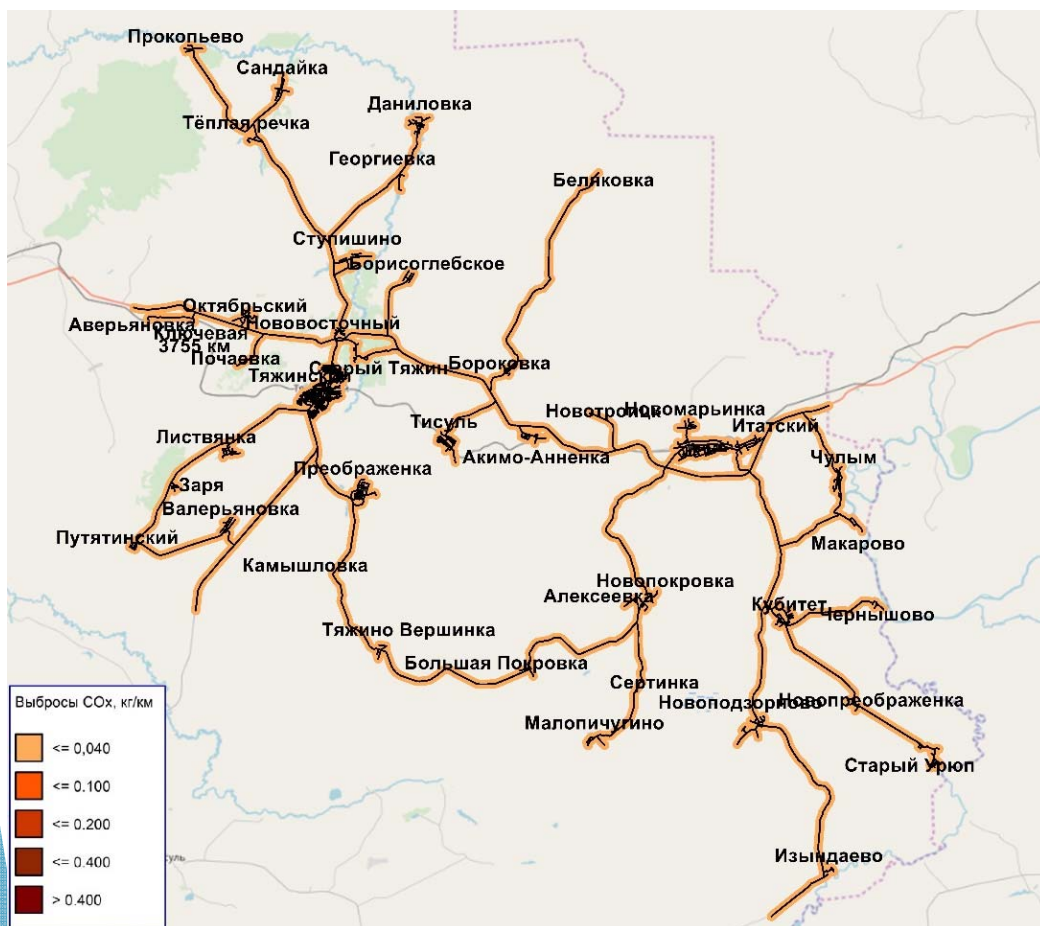 Прокопьево
Сандайка
Даниловка
Тёплая речка
Георгиевка
Беляковка
Ступишино
Борисоглебское
Октябрьский
Аверьяновка
Нововосточный
Ключевая
3755 км
Почаевка
Тяжинский
Старый Тяжин
Бороковка
Листвянка
Тисуль
Новотроицк
Новомарьинка
Итатский
Акимо-Анненка
Чулым
Преображенка
Заря
Валерьяновка
Путятинский
Макарово
Камышловка
Новопокровка
Алексеевка
Кубитет
Чернышово
Тяжино Вершинка
Большая Покровка
Сертинка
Новоподзорново
Новопреображенка
Малопичугино
Старый Урюп
Изындаево
Выбросы COx, кг/км
<= 0,040
<= 0.100
<= 0.200
<= 0.400
> 0.400